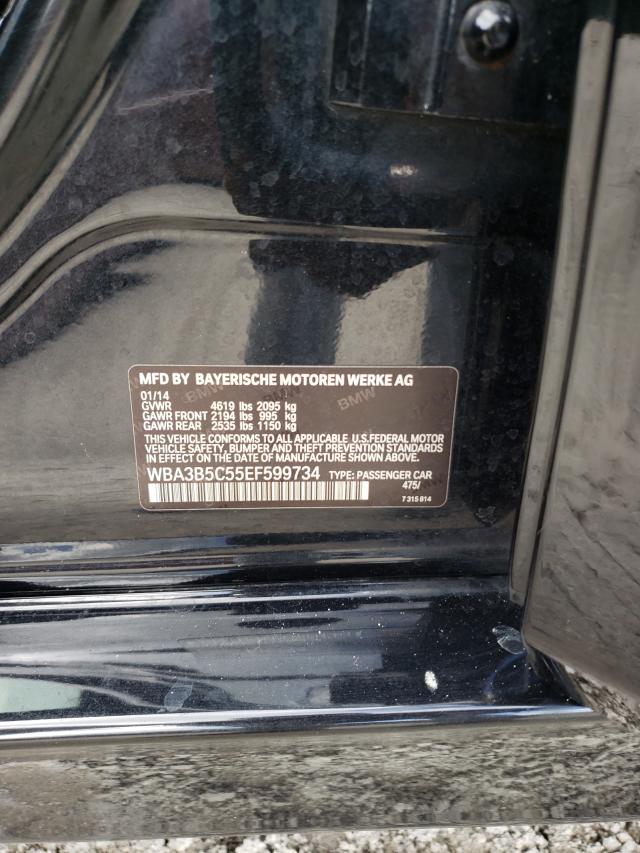 MFD BY BAYERISCHE MOTOREN WERKE AG
01/14
GVWR 4619 lbs 2095 kg
GAWR FRONT 2194 lbs 995 kg
GAWR REAR 2535 lbs 1150 kg
THIS VEHICLE CONFORMS TO ALL APPLICABLE U.S. FEDERAL MOTOR
VEHICLE SAFETY, BUMPER AND THEFT PREVENTION STANDARDS
IN EFFECT ON THE DATE OF MANUFACTURE SHOWN ABOVE.
WBA3B5C55EF599734 TYPE: PASSENGER CAR
475/
7 315 814